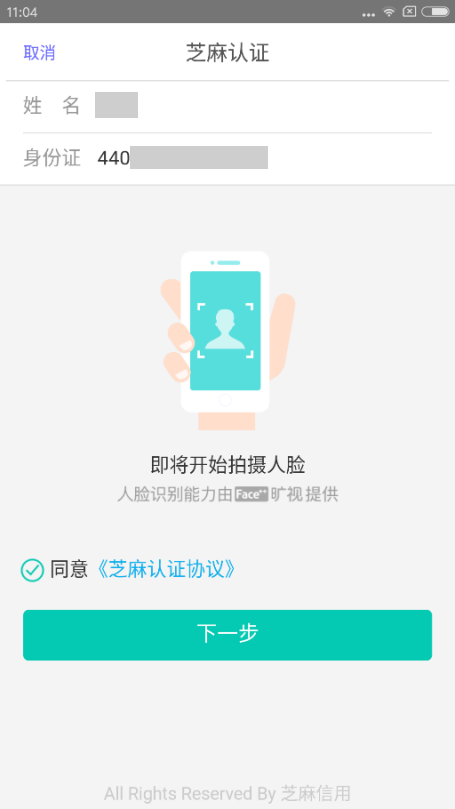 11:04
取消 芝麻认证
姓 名
身份证 440
即将开始拍摄人脸
人脸识别能力由Face++旷视提供
同意《芝麻认证协议》
下一步
All Rights Reserved By 芝麻信用